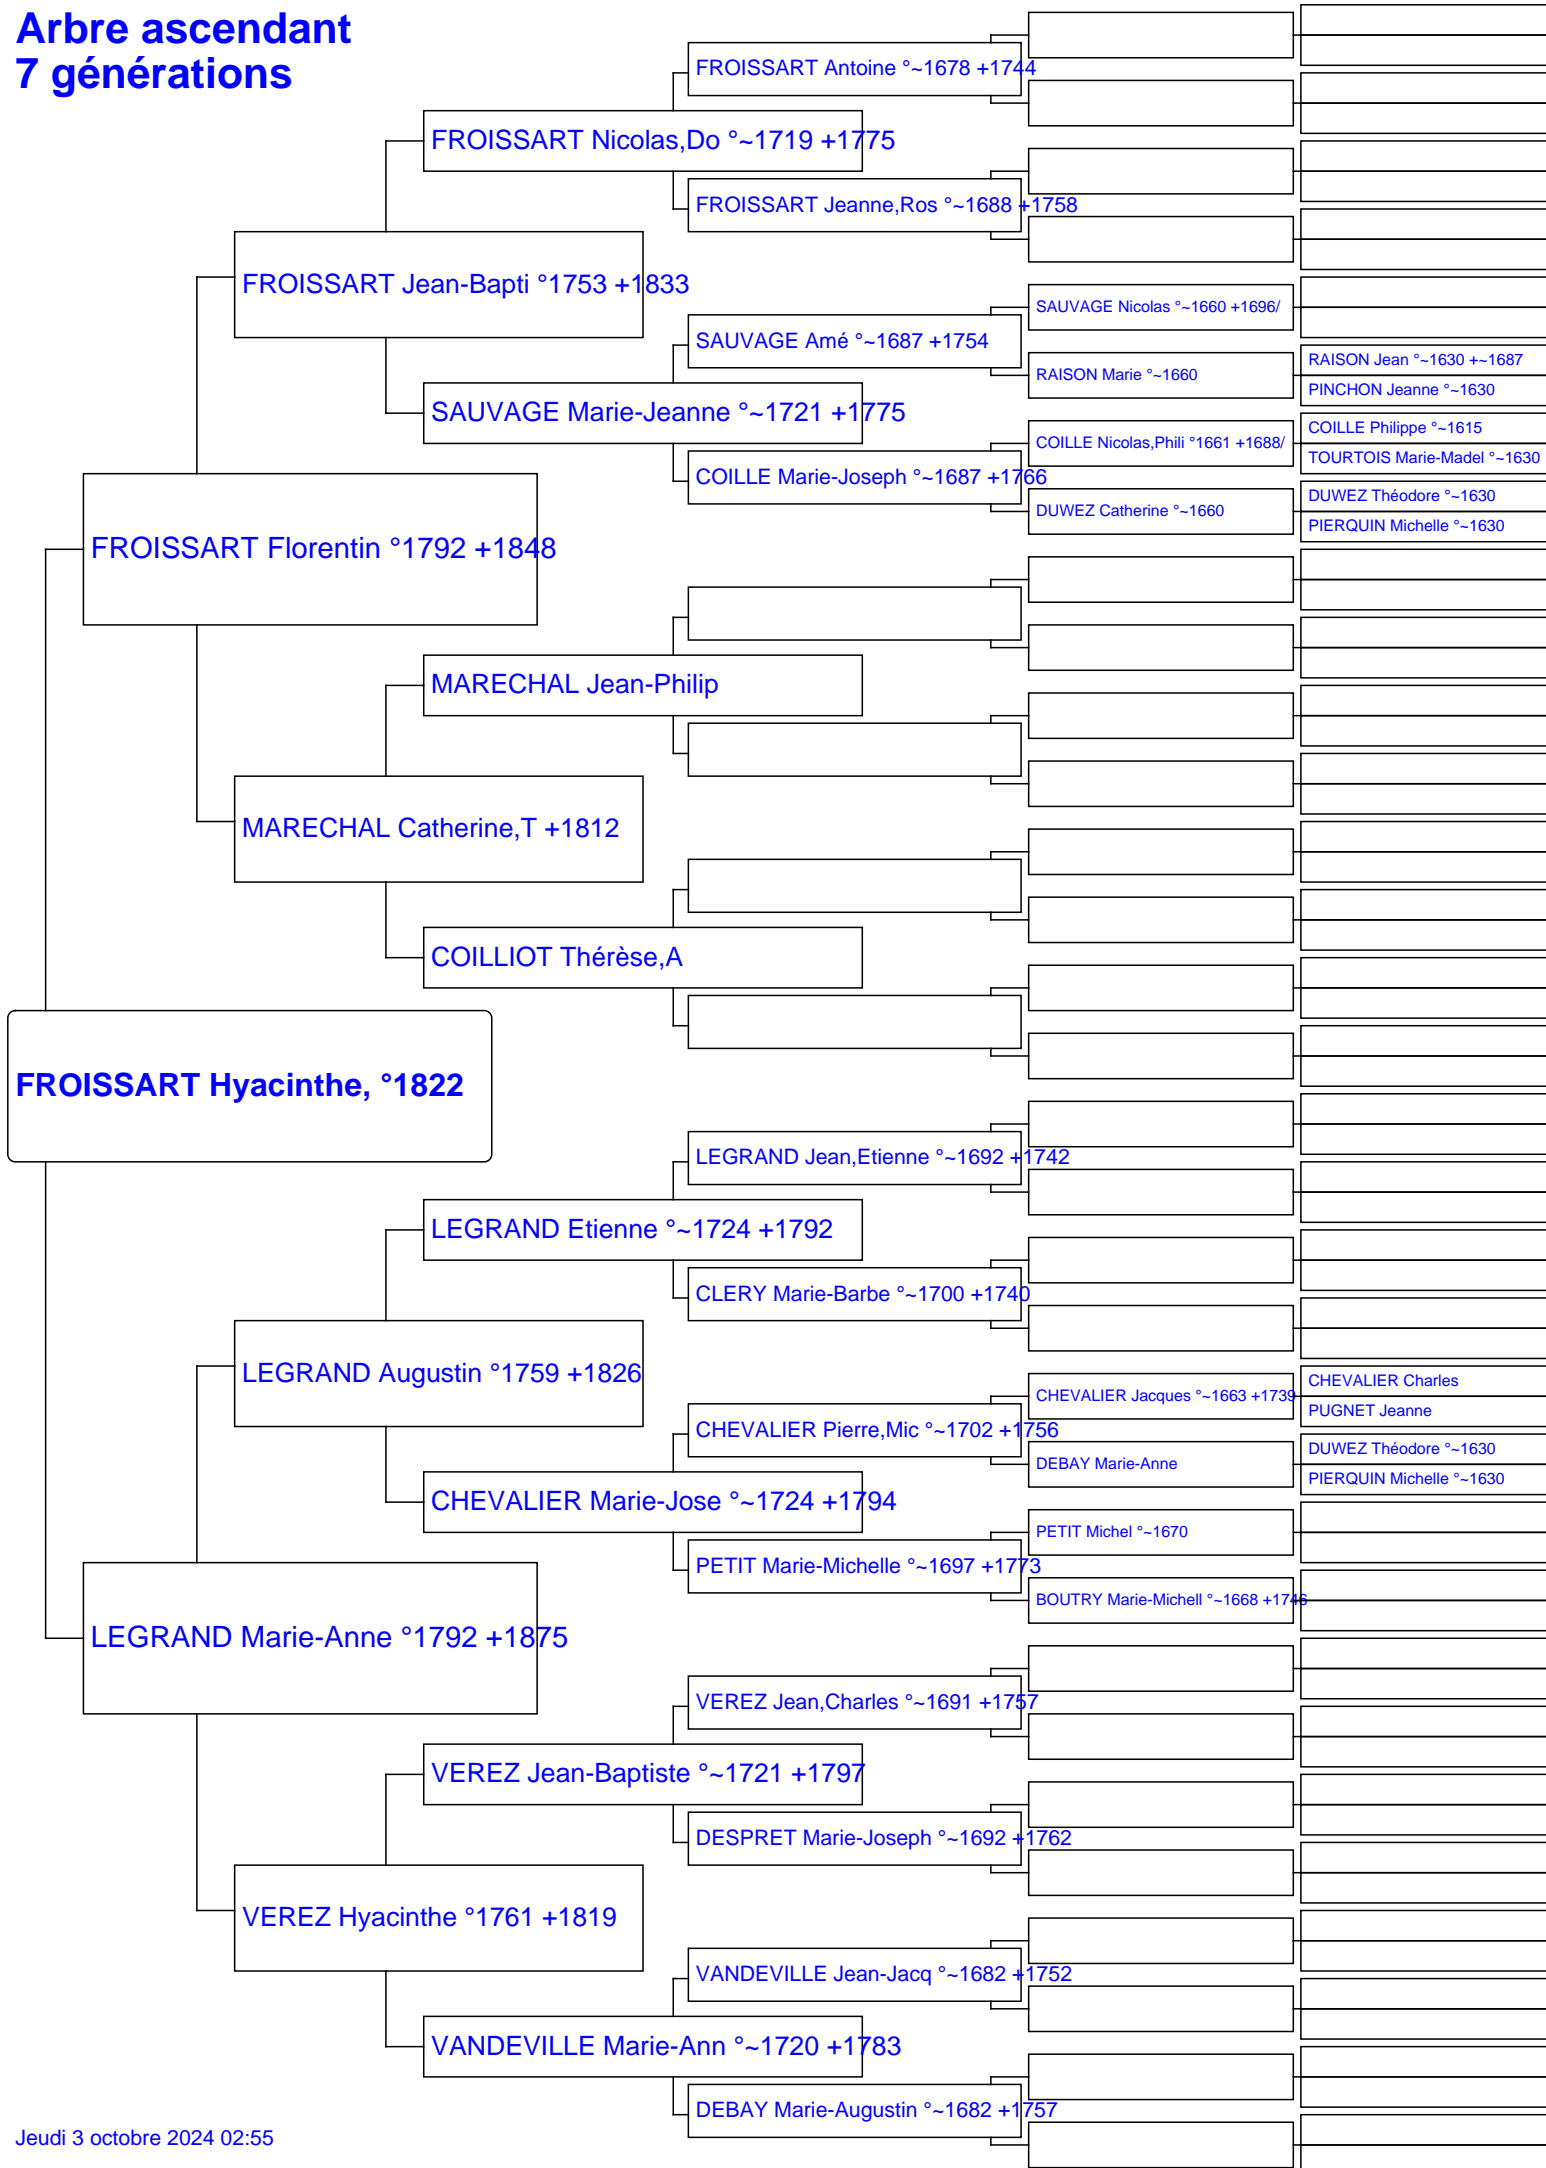 Arbre ascendant
7 générations
FROISSART Antoine °~1678 +1744
FROISSART Nicolas,Do °~1719 +1775
FROISSART Jeanne,Ros °~1688 +1758
FROISSART Jean-Bapti °1753 +1833
SAUVAGE Nicolas °~1660 +1696/
SAUVAGE Amé °~1687 +1754
RAISON Jean °~1630 +~1687
RAISON Marie °~1660
PINCHON Jeanne °~1630
SAUVAGE Marie-Jeanne °~1721 +1775
COILLE Philippe °~1615
COILLE Nicolas,Phili °1661 +1688/
TOURTOIS Marie-Madel °~1630
COILLE Marie-Joseph °~1687 +1766
DUWEZ Théodore °~1630
DUWEZ Catherine °~1660
PIERQUIN Michelle °~1630
FROISSART Florentin °1792 +1848
MARECHAL Jean-Philip
MARECHAL Catherine,T +1812
COILLIOT Thérèse,A
FROISSART Hyacinthe, °1822
LEGRAND Jean,Etienne °~1692 +1742
LEGRAND Etienne °~1724 +1792
CLERY Marie-Barbe °~1700 +1740
LEGRAND Augustin °1759 +1826
CHEVALIER Charles
CHEVALIER Jacques °~1663 +1739
PUGNET Jeanne
CHEVALIER Pierre,Mic °~1702 +1756
DUWEZ Théodore °~1630
DEBAY Marie-Anne
PIERQUIN Michelle °~1630
CHEVALIER Marie-Jose °~1724 +1794
PETIT Michel °~1670
PETIT Marie-Michelle °~1697 +1773
BOUTRY Marie-Michell °~1668 +1746
LEGRAND Marie-Anne °1792 +1875
VEREZ Jean,Charles °~1691 +1757
VEREZ Jean-Baptiste °~1721 +1797
DESPRET Marie-Joseph °~1692 +1762
VEREZ Hyacinthe °1761 +1819
VANDEVILLE Jean-Jacq °~1682 +1752
VANDEVILLE Marie-Ann °~1720 +1783
DEBAY Marie-Augustin °~1682 +1757
Jeudi 3 octobre 2024 02:55